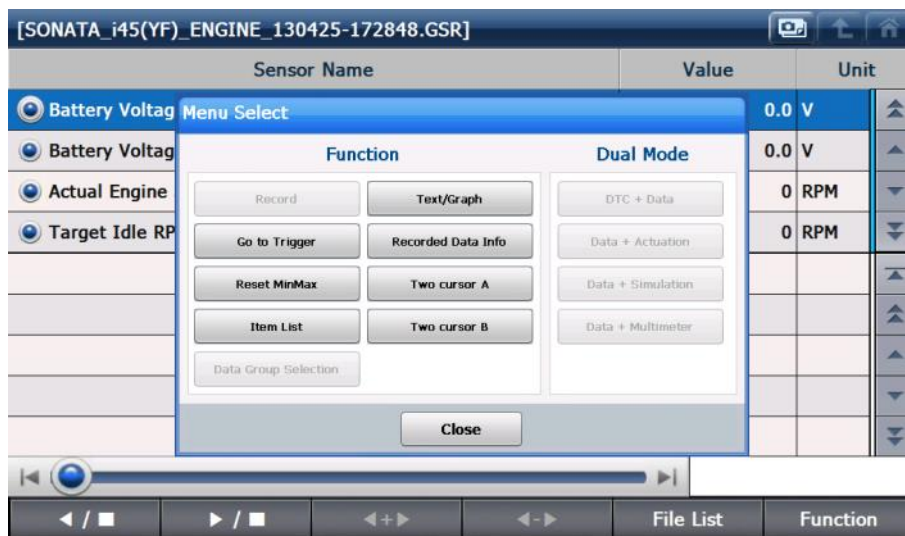 [SONATA_i45(YF)_ENGINE_130425-172848.GSR]
Sensor Name Value Unit
Battery Voltag 0.0 V
Battery Voltag 0.0 V
Actual Engine 0 RPM
Target Idle RP 0 RPM
Menu Select
Function
Record Text/Graph
Go to Trigger Recorded Data Info
Reset MinMax Two cursor A
Item List Two cursor B
Data Group Selection
Dual Mode
DTC + Data
Data + Actuation
Data + Simulation
Data + Multimeter
Close
File List Function